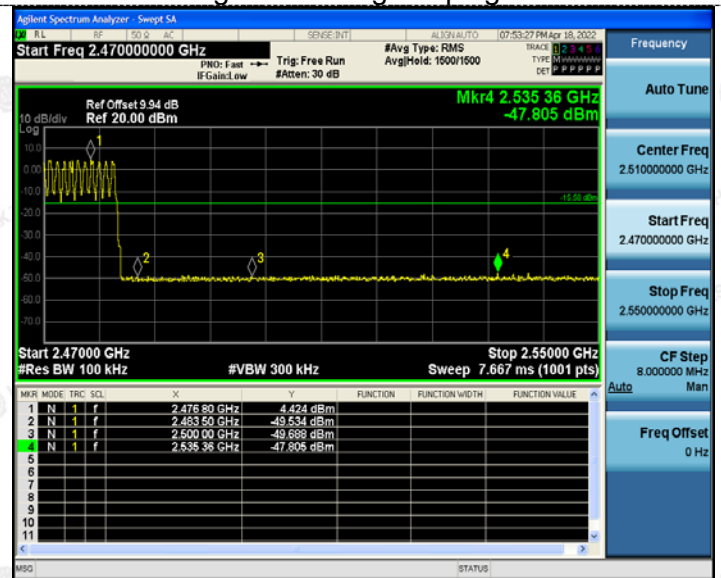 Agilent Spectrum Analyzer - Swept SA
RL RF 50 Ω AC SENSE:INT ALIGN AUTO 07:53:27 PM Apr 18, 2022
Start Freq 2.470000000 GHz
PNO: Fast
IFGain:Low
Trig: Free Run
#Atten: 30 dB
#Avg Type: RMS
Avg|Hold: 1500/1500
TRACE 1 2 3 4 5 6
TYPE MWWWWW
DET P P P P P P
Ref Offset 9.94 dB
10 dB/div Ref 20.00 dBm
Log
Mkr4 2.535 36 GHz
-47.805 dBm
10.0
0.00
-10.0
-20.0
-30.0
-40.0
-50.0
-60.0
-70.0
1
2
3
4
-15.50 dBm
Start 2.47000 GHz Stop 2.55000 GHz
#Res BW 100 kHz #VBW 300 kHz Sweep 7.667 ms (1001 pts)
MKR MODE TRC SCL X Y FUNCTION FUNCTION WIDTH FUNCTION VALUE
1 N 1 f 2.476 80 GHz 4.424 dBm
2 N 1 f 2.483 50 GHz -49.534 dBm
3 N 1 f 2.500 00 GHz -49.688 dBm
4 N 1 f 2.535 36 GHz -47.805 dBm
5
6
7
8
9
10
11
MSG STATUS
Frequency
Auto Tune
Center Freq
2.510000000 GHz
Start Freq
2.470000000 GHz
Stop Freq
2.550000000 GHz
CF Step
8.000000 MHz
Auto Man
Freq Offset
0 Hz